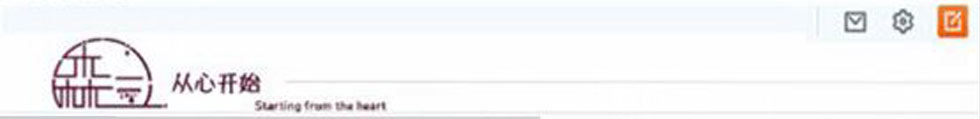 从心开始
Starting from the heart